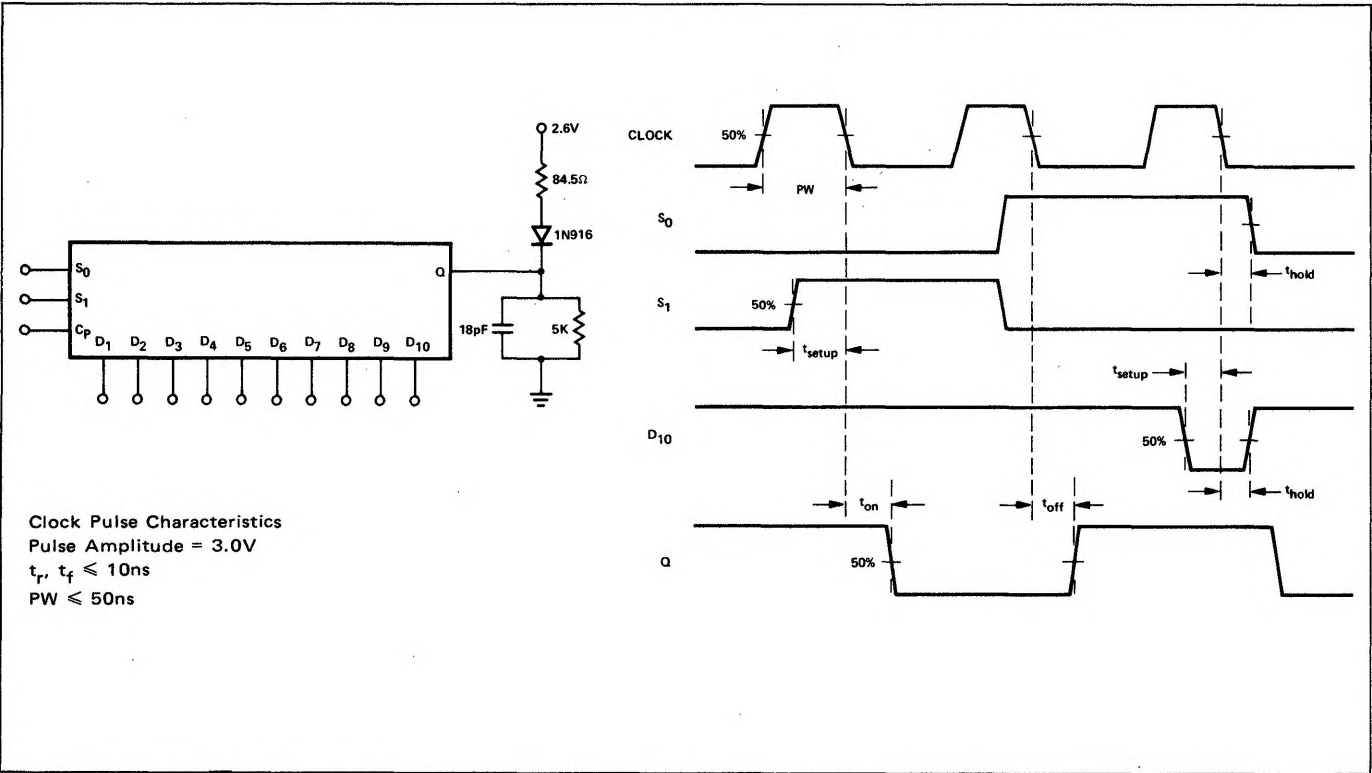 2.6V
84.5Ω
1N916
S0
S1
CP
Q
D1 D2 D3 D4 D5 D6 D7 D8 D9 D10
18pF
5K
Clock Pulse Characteristics
Pulse Amplitude = 3.0V
tr, tf ⩽ 10ns
PW ⩽ 50ns
CLOCK
50%
PW
S0
thold
S1
50%
tsetup
tsetup
D10
50%
thold
ton
toff
Q
50%